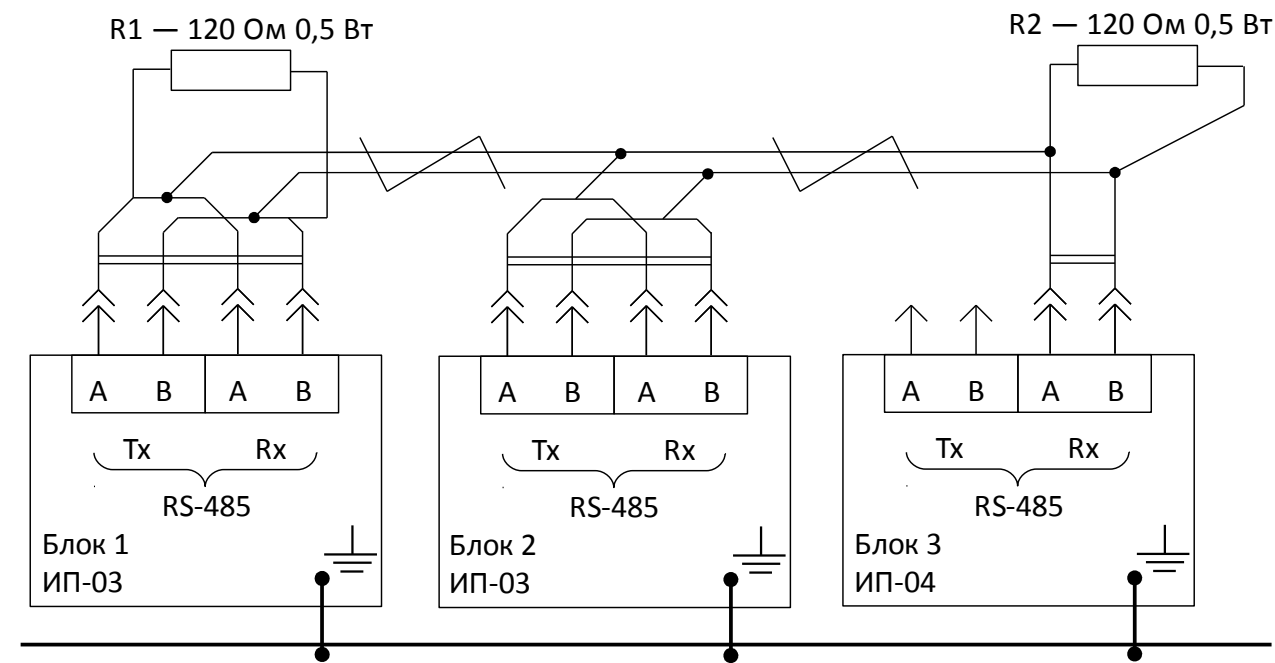 R1 — 120 Ом 0,5 Вт
R2 — 120 Ом 0,5 Вт
A B A B
Tx Rx
RS-485
Блок 1
ИП-03
A B A B
Tx Rx
RS-485
Блок 2
ИП-03
A B A B
Tx Rx
RS-485
Блок 3
ИП-04